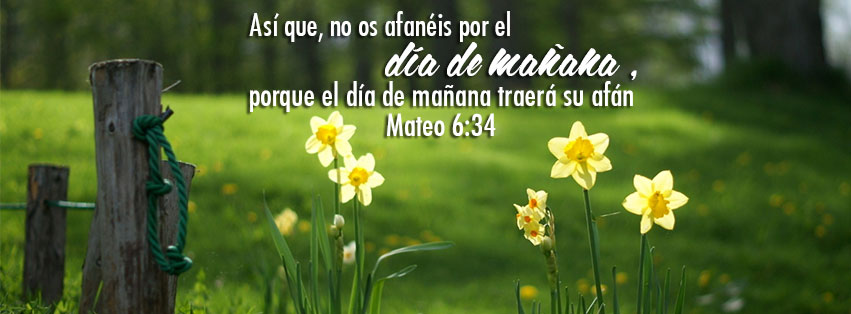 Así que, no os afanéis por el
día de mañana ,
porque el día de mañana traerá su afán
Mateo 6:34